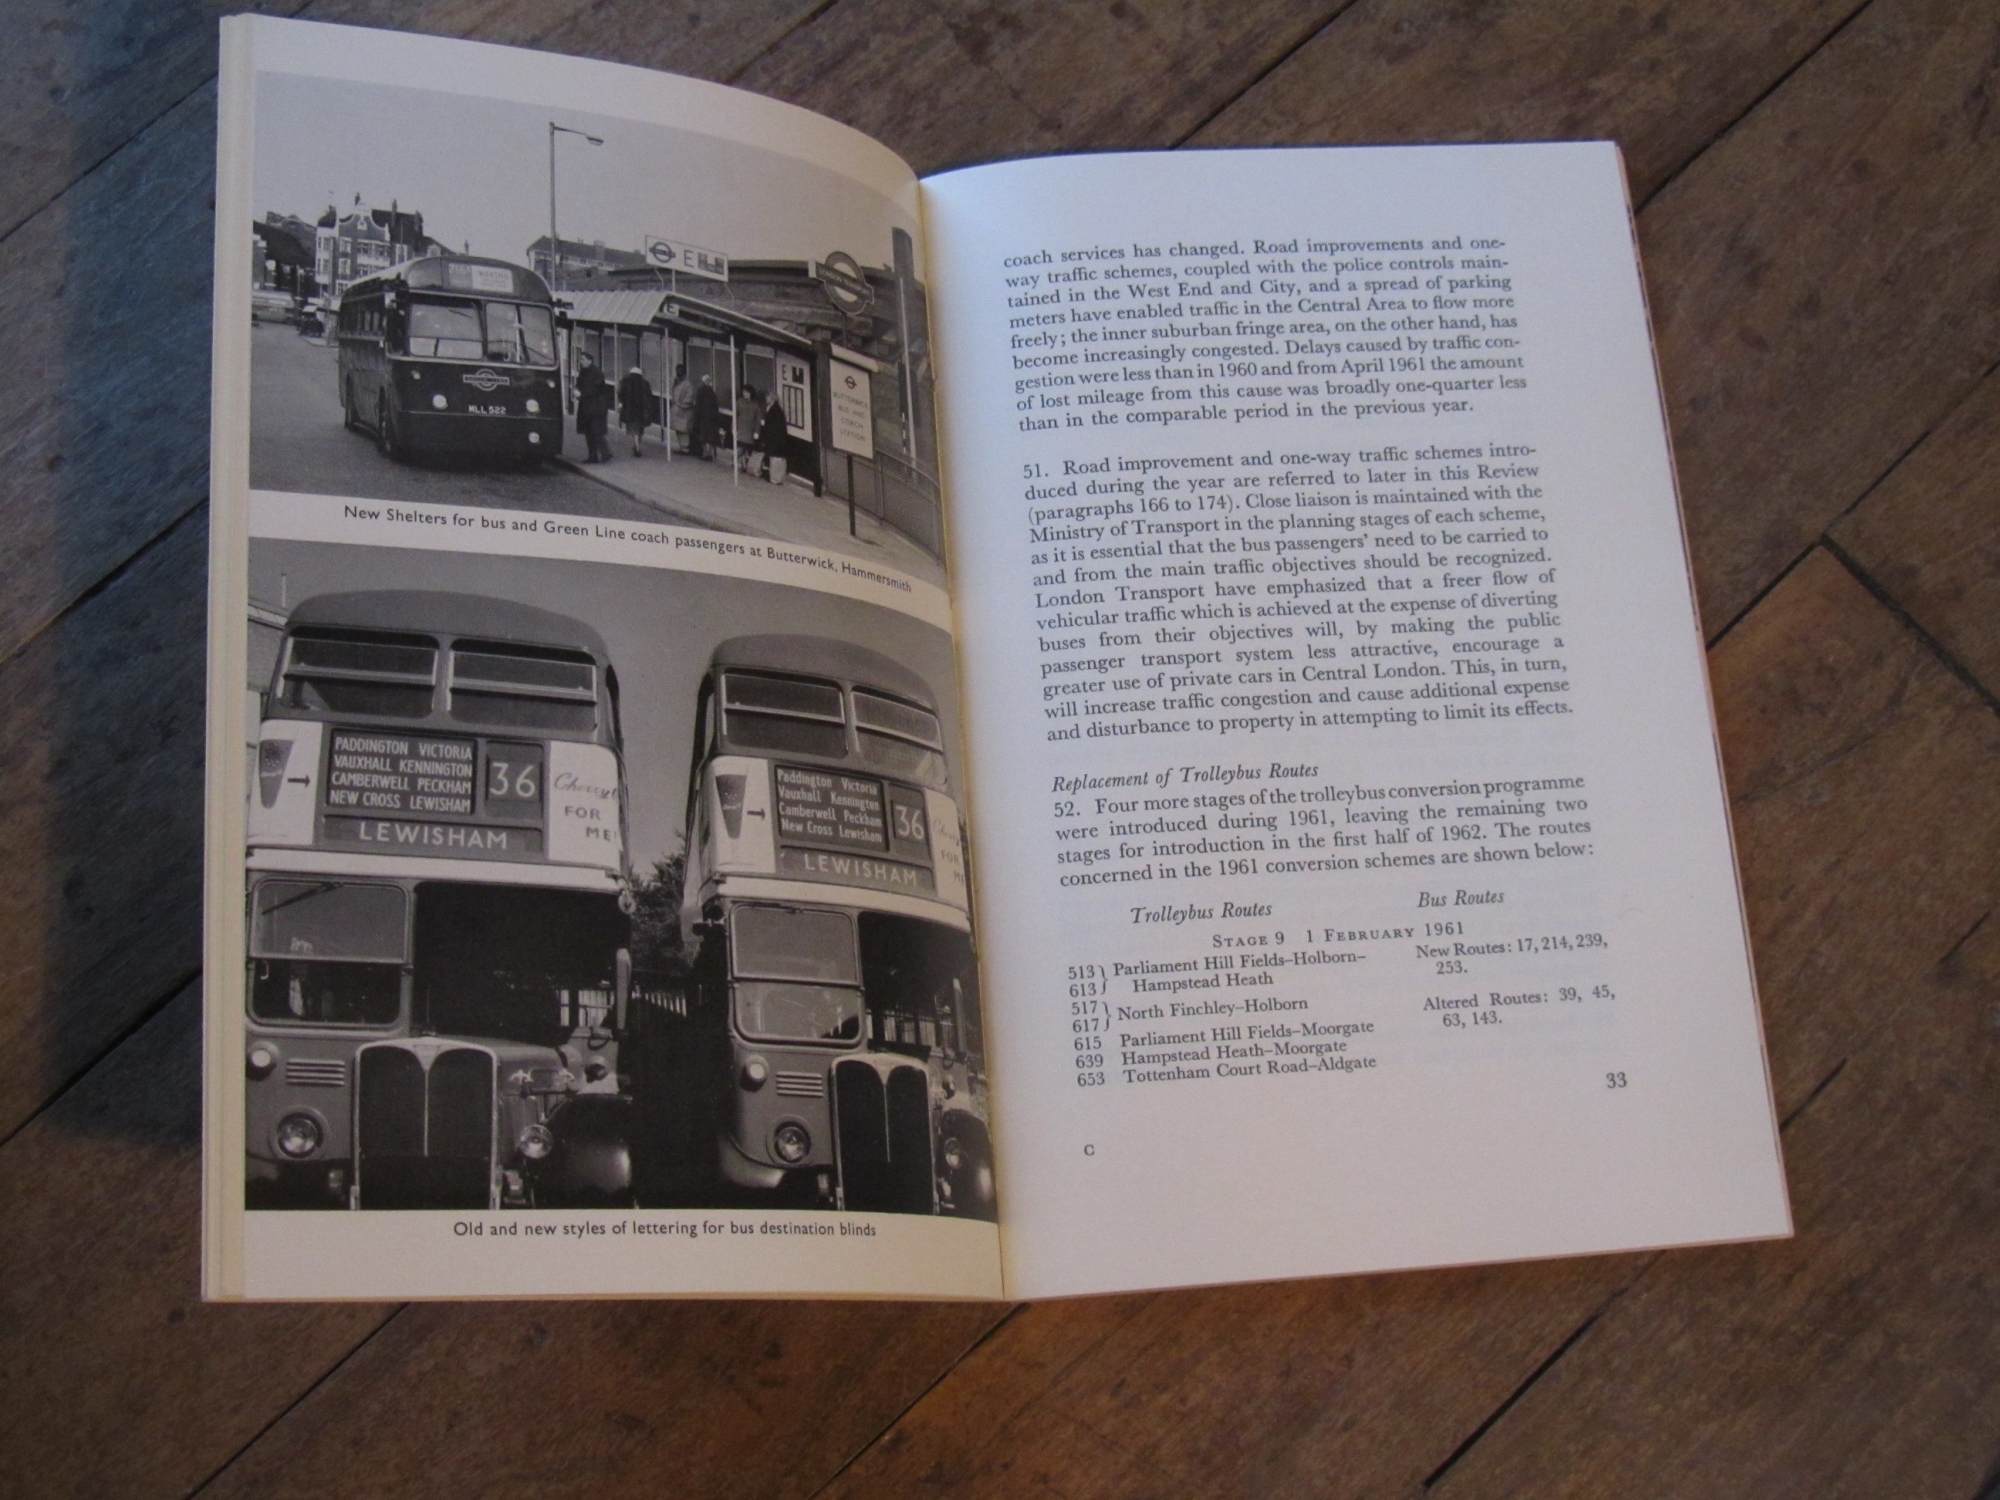 MLL 522
E
E
BUTTERWICK
BUS AND
COACH
STATION
New Shelters for bus and Green Line coach passengers at Butterwick, Hammersmith
PADDINGTON VICTORIA
VAUXHALL KENNINGTON
CAMBERWELL PECKHAM
NEW CROSS LEWISHAM
36
LEWISHAM
FOR
ME!
Paddington Victoria
Vauxhall Kennington
Camberwell Peckham
New Cross Lewisham
36
LEWISHAM
FOR
Old and new styles of lettering for bus destination blinds
coach services has changed. Road improvements and one-
way traffic schemes, coupled with the police controls main-
tained in the West End and City, and a spread of parking
meters have enabled traffic in the Central Area to flow more
freely; the inner suburban fringe area, on the other hand, has
become increasingly congested. Delays caused by traffic con-
gestion were less than in 1960 and from April 1961 the amount
of lost mileage from this cause was broadly one-quarter less
than in the comparable period in the previous year.
51. Road improvement and one-way traffic schemes intro-
duced during the year are referred to later in this Review
(paragraphs 166 to 174). Close liaison is maintained with the
Ministry of Transport in the planning stages of each scheme,
as it is essential that the bus passengers' need to be carried to
and from the main traffic objectives should be recognized.
London Transport have emphasized that a freer flow of
vehicular traffic which is achieved at the expense of diverting
buses from their objectives will, by making the public
passenger transport system less attractive, encourage a
greater use of private cars in Central London. This, in turn,
will increase traffic congestion and cause additional expense
and disturbance to property in attempting to limit its effects.
Replacement of Trolleybus Routes
52. Four more stages of the trolleybus conversion programme
were introduced during 1961, leaving the remaining two
stages for introduction in the first half of 1962. The routes
concerned in the 1961 conversion schemes are shown below:
Trolleybus Routes Bus Routes
STAGE 9 1 FEBRUARY 1961
513 } Parliament Hill Fields–Holborn– New Routes: 17, 214, 239,
613 } Hampstead Heath 253.
517 } North Finchley–Holborn Altered Routes: 39, 45,
617 } 63, 143.
615 Parliament Hill Fields–Moorgate
639 Hampstead Heath–Moorgate
653 Tottenham Court Road–Aldgate
33
C